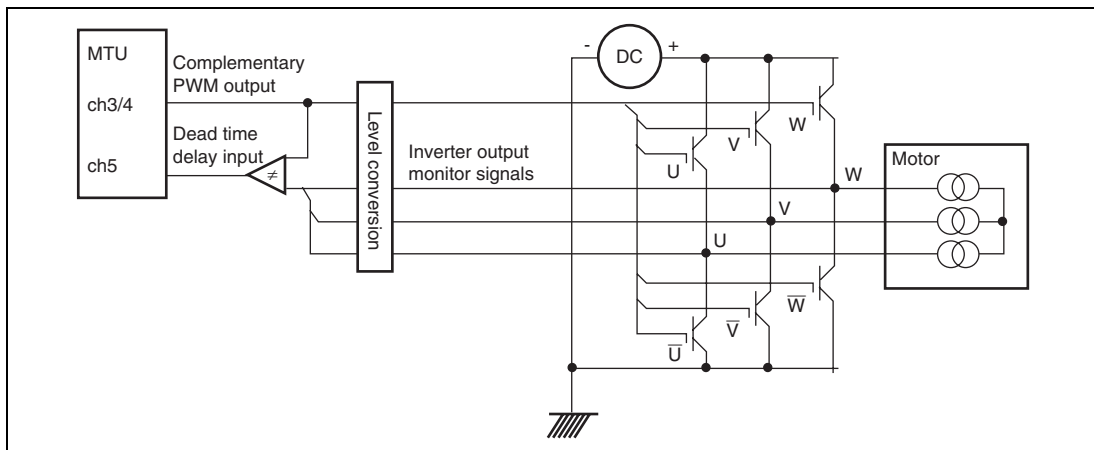 MTU
ch3/4
ch5
Complementary
PWM output
Dead time
delay input
≠
Level conversion
Inverter output
monitor signals
-
DC
+
W
V
U
W
V
U
W̅
V̅
U̅
Motor